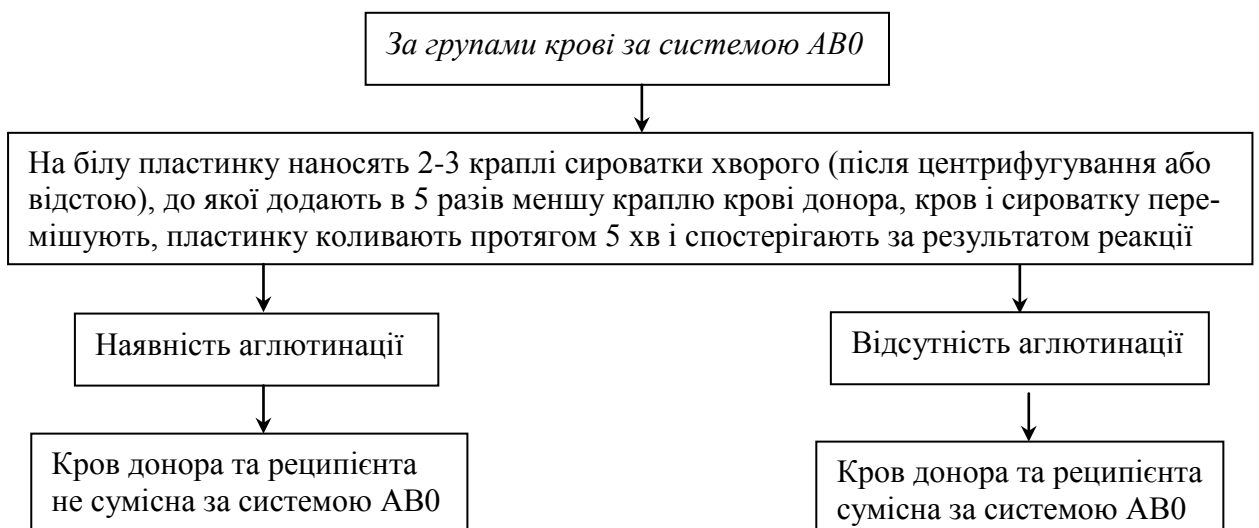 За групами крові за системою АВ0
На білу пластинку наносять 2-3 краплі сироватки хворого (після центрифугування або
відстою), до якої додають в 5 разів меншу краплю крові донора, кров і сироватку пере-
мішують, пластинку коливають протягом 5 хв і спостерігають за результатом реакції
Наявність аглютинації
Відсутність аглютинації
Кров донора та реципієнта
не сумісна за системою АВ0
Кров донора та реципієнта
сумісна за системою АВ0